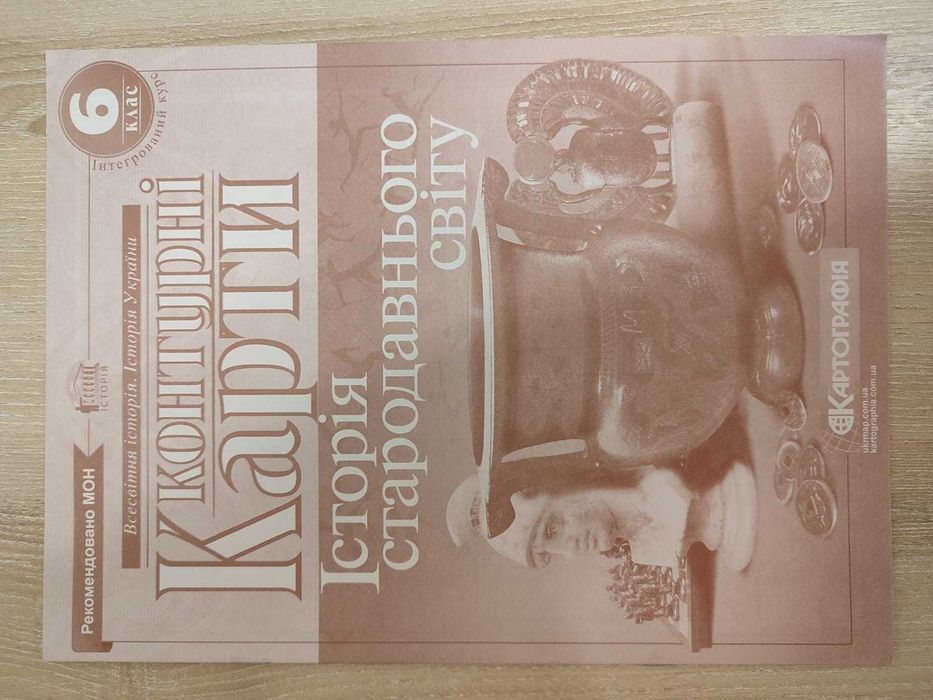 Рекомендовано МОН
ІСТОРІЯ
6
клас
Інтегрований курс
Всесвітня історія. Історія України
КОНТУРНІ
Карти
Історія
стародавнього
світу
КАРТОГРАФІЯ
ukrmap.com.ua
kartographia.com.ua